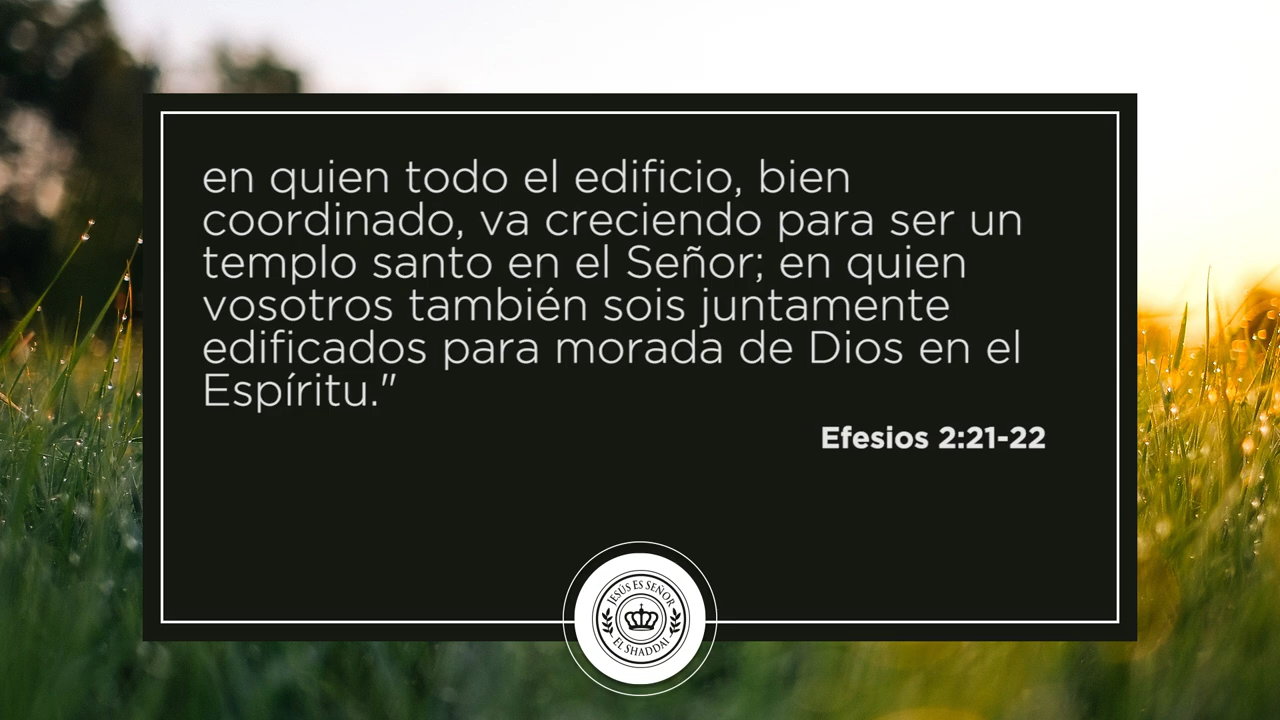 en quien todo el edificio, bien
coordinado, va creciendo para ser un
templo santo en el Señor; en quien
vosotros también sois juntamente
edificados para morada de Dios en el
Espíritu."
Efesios 2:21-22
JESÚS ES SEÑOR
EL SHADDAI